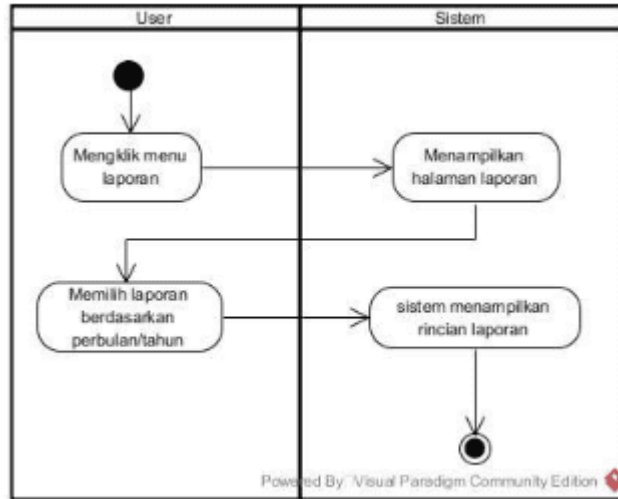 User
Sistem
Mengklik menu
laporan
Menampilkan
halaman laporan
Memilih laporan
berdasarkan
perbulan/tahun
sistem menampilkan
rincian laporan
Powered By: Visual Paradigm Community Edition